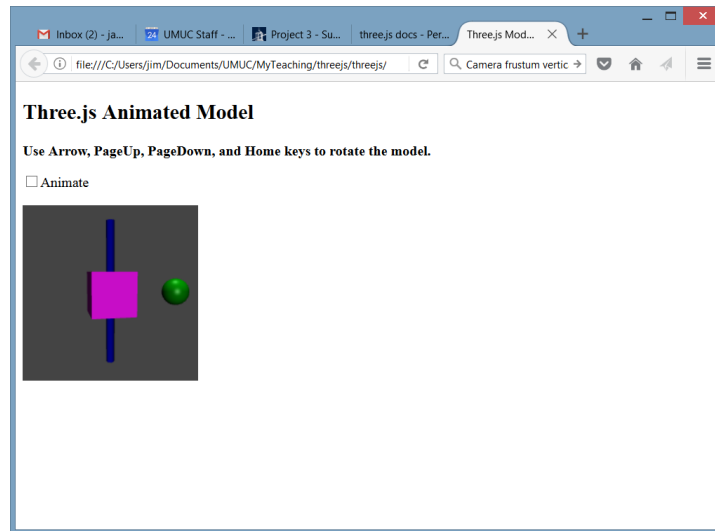 Inbox (2) - ja...
24 UMUC Staff - ...
Project 3 - Su...
three.js docs - Per...
Three.js Mod...
file:///C:/Users/jim/Documents/UMUC/MyTeaching/threejs/threejs/
Camera frustum vertic
Three.js Animated Model
Use Arrow, PageUp, PageDown, and Home keys to rotate the model.
Animate